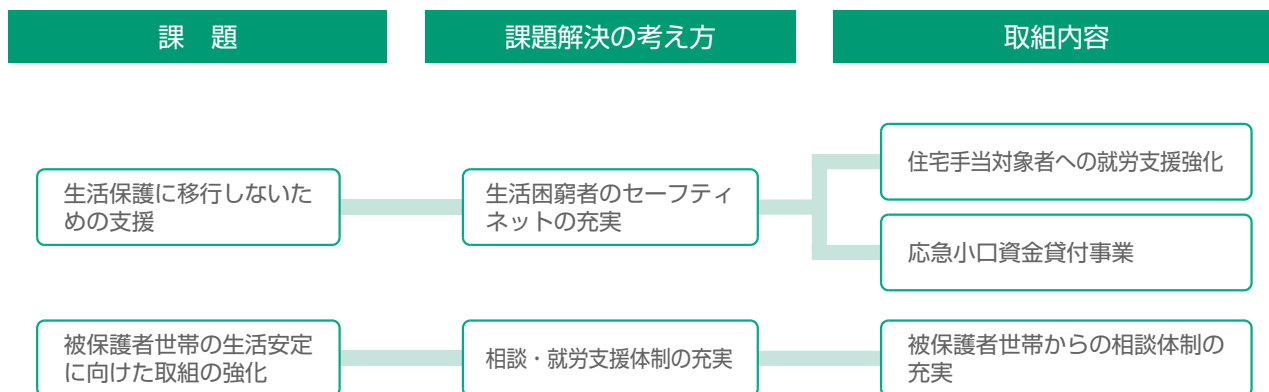 課　題
課題解決の考え方
取組内容
生活保護に移行しないた
めの支援
生活困窮者のセーフティ
ネットの充実
住宅手当対象者への就労支援強化
応急小口資金貸付事業
被保護者世帯の生活安定
に向けた取組の強化
相談・就労支援体制の充実
被保護者世帯からの相談体制の
充実